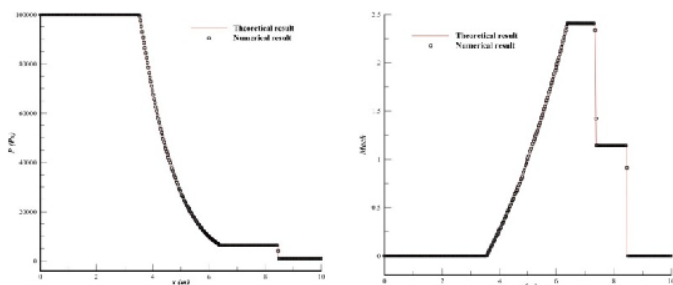 100000
80000
60000
40000
20000
0
P (Pa)
Theoretical result
Numerical result
0 2 4 6 8 10
x (m)
2.5
2
1.5
1
0.5
0
Mach
Theoretical result
Numerical result
0 2 4 6 8 10